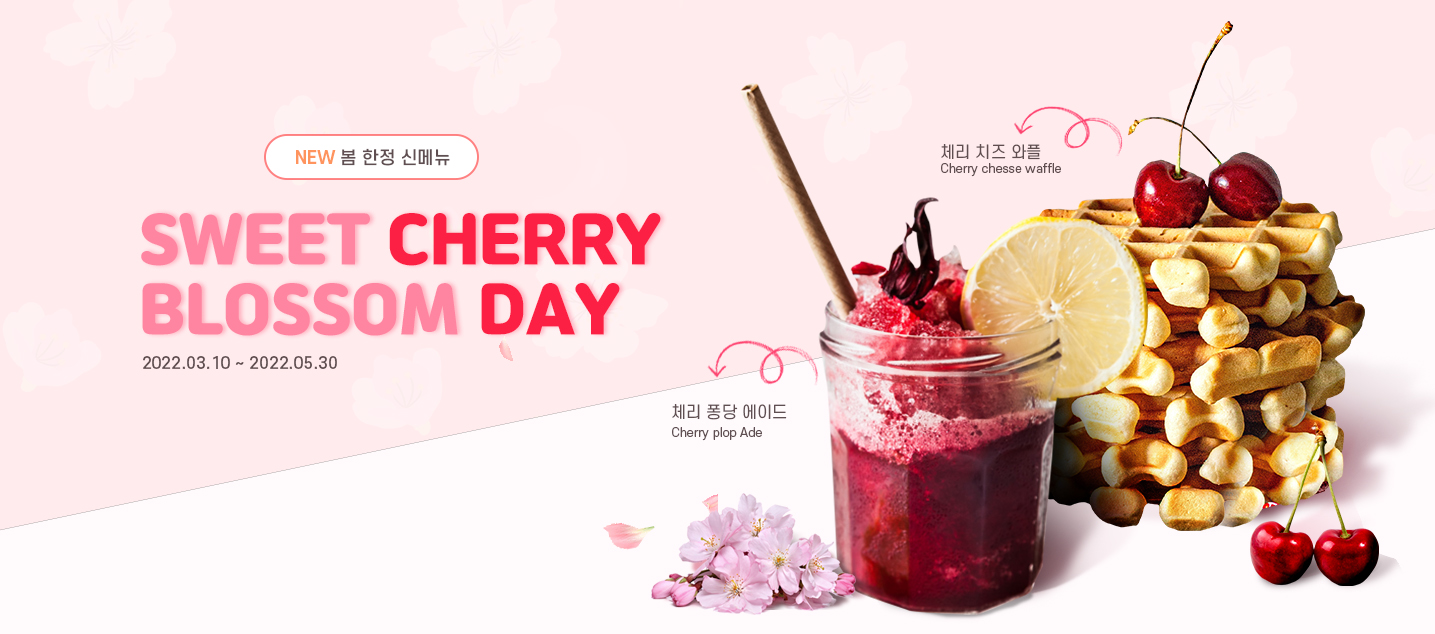 NEW 봄 한정 신메뉴
SWEET CHERRY
BLOSSOM DAY
2022.03.10 ~ 2022.05.30
체리 치즈 와플
Cherry chesse waffle
체리 퐁당 에이드
Cherry plop Ade